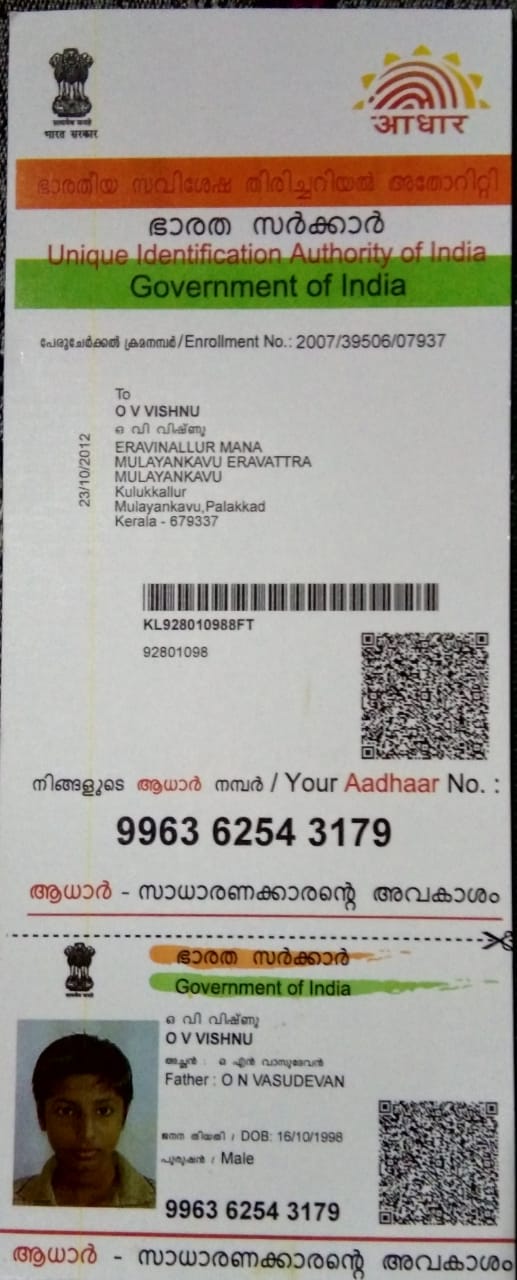 सत्यमेव जयते
भारत सरकार
आधार
ഭാരതീയ സവിശേഷ തിരിച്ചറിയൽ അതോറിറ്റി
ഭാരത സർക്കാർ
Unique Identification Authority of India
Government of India
പേരുചേർക്കൽ ക്രമനമ്പർ/Enrollment No.: 2007/39506/07937
23/10/2012
To
O V VISHNU
ഒ വി വിഷ്ണു
ERAVINALLUR MANA
MULAYANKAVU ERAVATTRA
MULAYANKAVU
Kulukkallur
Mulayankavu,Palakkad
Kerala - 679337
KL928010988FT
92801098
നിങ്ങളുടെ ആധാർ നമ്പർ / Your Aadhaar No. :
9963 6254 3179
ആധാർ - സാധാരണക്കാരന്റെ അവകാശം
ഭാരത സർക്കാർ
Government of India
ഒ വി വിഷ്ണു
O V VISHNU
അച്ഛൻ : ഒ എൻ വാസുദേവൻ
Father : O N VASUDEVAN
ജനന തിയതി / DOB: 16/10/1998
പുരുഷൻ / Male
9963 6254 3179
ആധാർ - സാധാരണക്കാരന്റെ അവകാശം